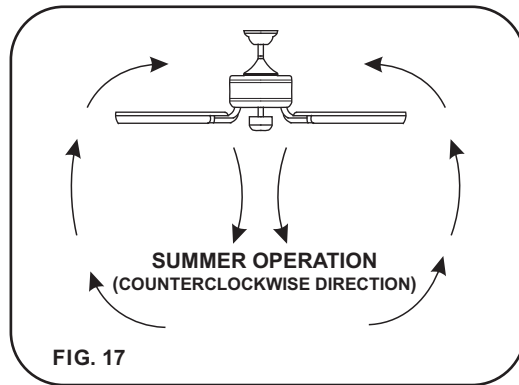 SUMMER OPERATION
(COUNTERCLOCKWISE DIRECTION)
FIG. 17